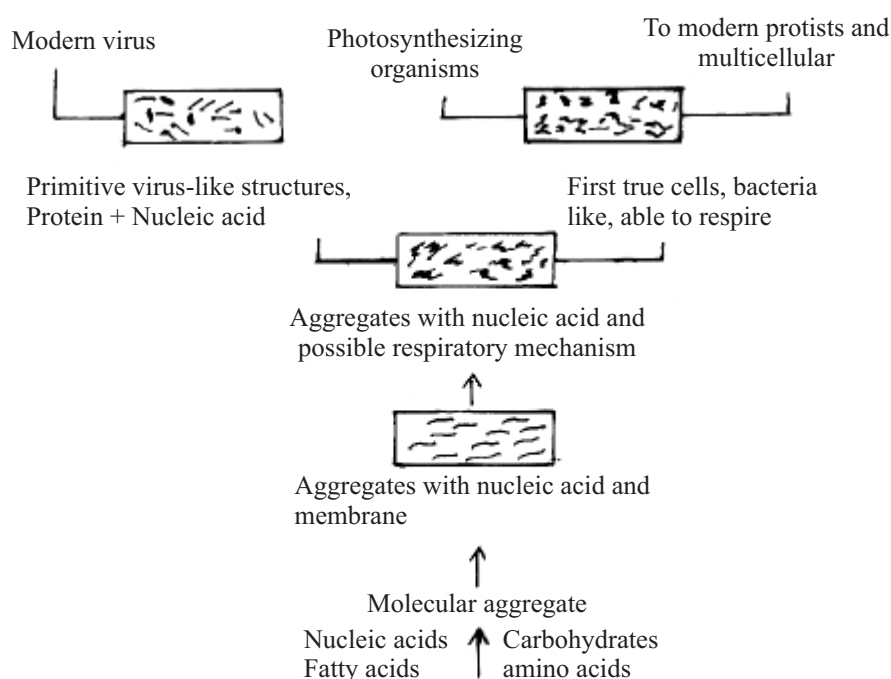 Modern virus
Photosynthesizing
organisms
To modern protists and
multicellular
Primitive virus-like structures,
Protein + Nucleic acid
First true cells, bacteria
like, able to respire
Aggregates with nucleic acid and
possible respiratory mechanism
Aggregates with nucleic acid and
membrane
Molecular aggregate
Nucleic acids
Fatty acids
Carbohydrates
amino acids